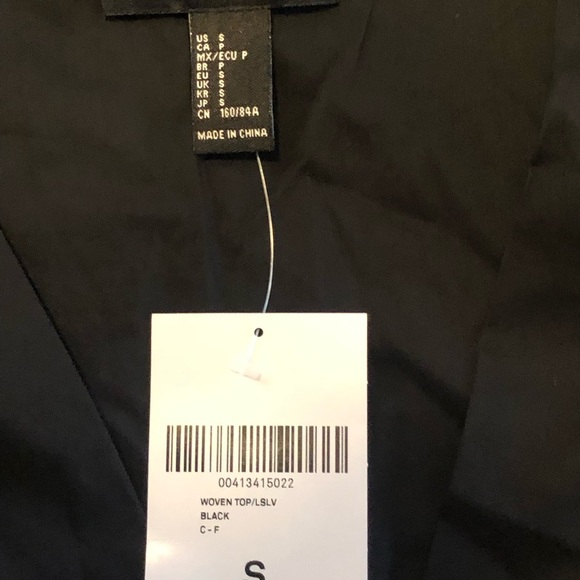 US S
CA P
MX/ECU P
BR P
EU S
UK S
KR S
JP S
CN 160/84A
MADE IN CHINA
00413415022
WOVEN TOP/LSLV
BLACK
C-F
S